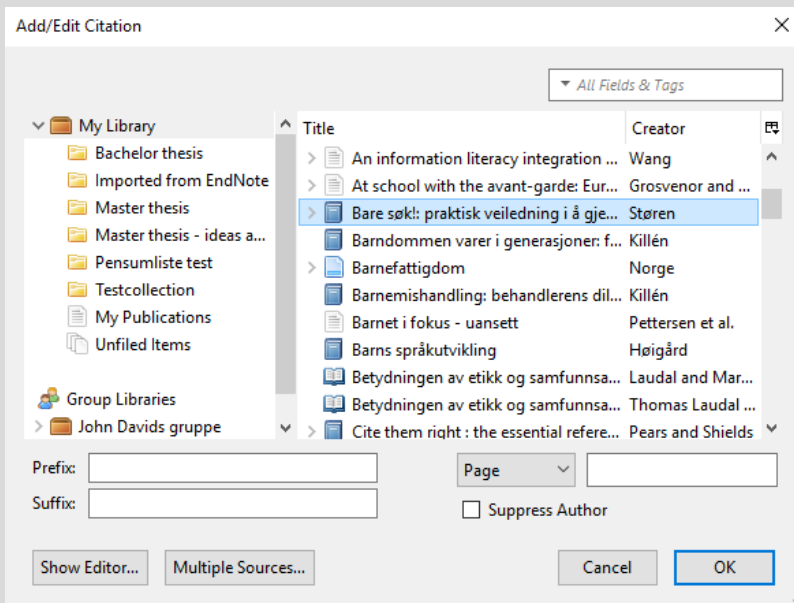 Add/Edit Citation
All Fields & Tags
My Library
Bachelor thesis
Imported from EndNote
Master thesis
Master thesis - ideas a...
Pensumliste test
Testcollection
My Publications
Unfiled Items
Group Libraries
John Davids gruppe
Title Creator
An information literacy integration ... Wang
At school with the avant-garde: Eur... Grosvenor and ...
Bare søk!: praktisk veiledning i å gje... Støren
Barndommen varer i generasjoner: f... Killén
Barnefattigdom Norge
Barnemishandling: behandlerens dil... Killén
Barnet i fokus - uansett Pettersen et al.
Barns språkutvikling Høigård
Betydningen av etikk og samfunnsa... Laudal and Mar...
Betydningen av etikk og samfunnsa... Thomas Laudal ...
Cite them right : the essential refere... Pears and Shields
Prefix:
Suffix:
Page
Suppress Author
Show Editor... Multiple Sources... Cancel OK